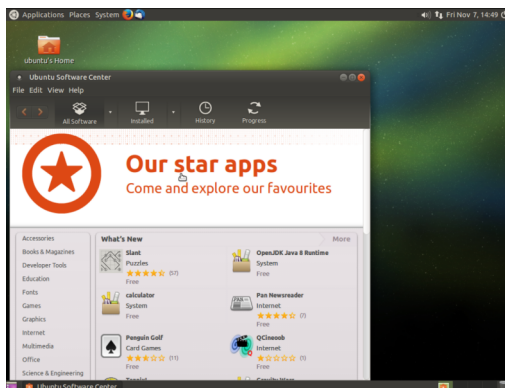 Applications Places System
Fri Nov 7, 14:49
ubuntu's Home
Ubuntu Software Center
File Edit View Help
All Software
Installed
History
Progress
Our star apps
Come and explore our favourites
Accessories
Books & Magazines
Developer Tools
Education
Fonts
Games
Graphics
Internet
Multimedia
Office
Science & Engineering
What's New
More
Slant
Puzzles
(57)
Free
OpenJDK Java 8 Runtime
System
Free
calculator
System
Free
Pan Newsreader
Internet
(7)
Free
Penguin Golf
Card Games
(11)
Free
QCineoob
Internet
(1)
Free
Ubuntu Software Center